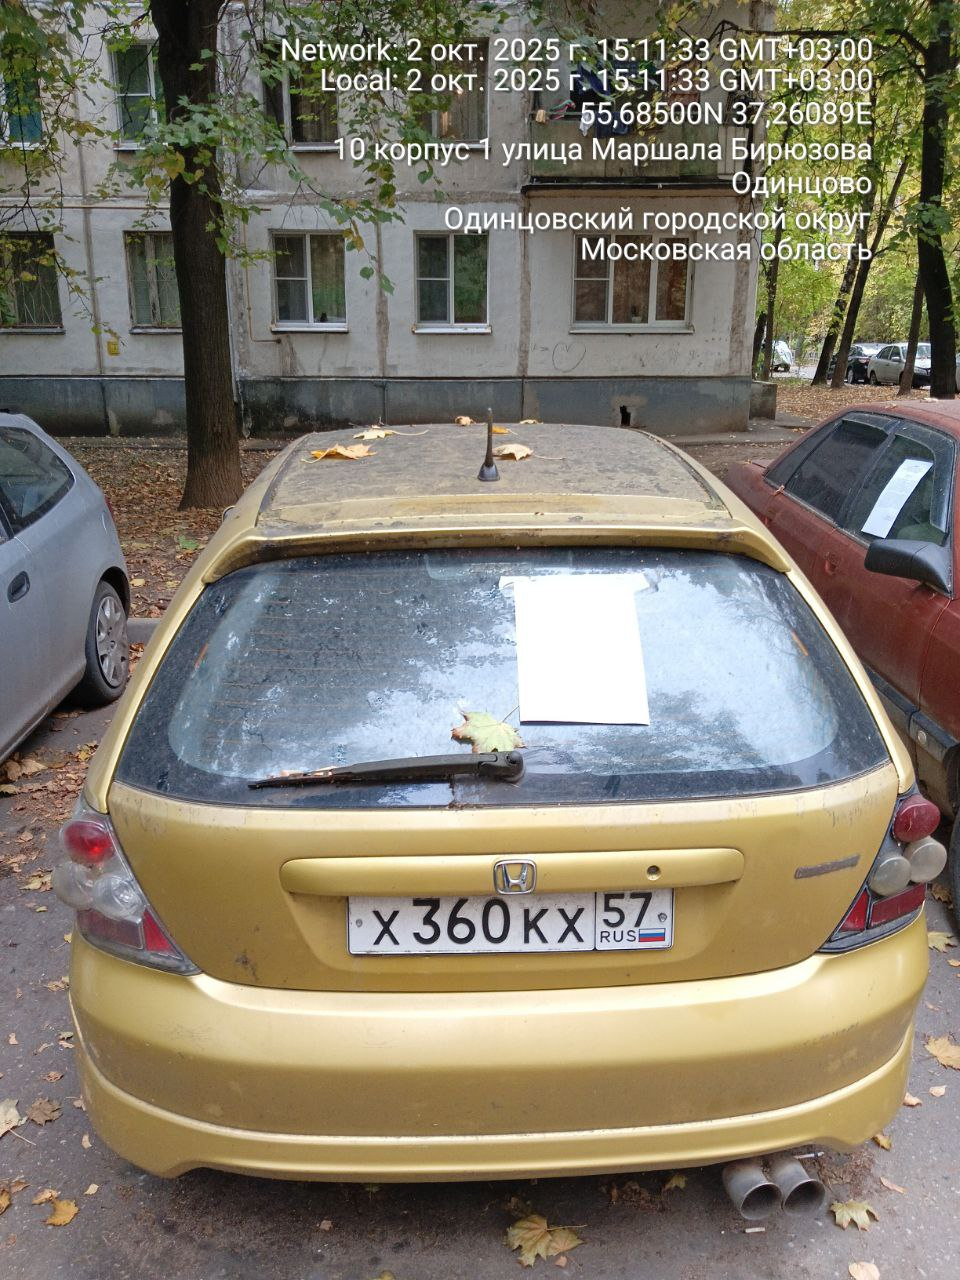 Network: 2 окт. 2025 г. 15:11:33 GMT+03:00
Local: 2 окт. 2025 г. 15:11:33 GMT+03:00
55,68500N 37,26089E
10 корпус 1 улица Маршала Бирюзова
Одинцово
Одинцовский городской округ
Московская область
Х360КХ 57
RUS